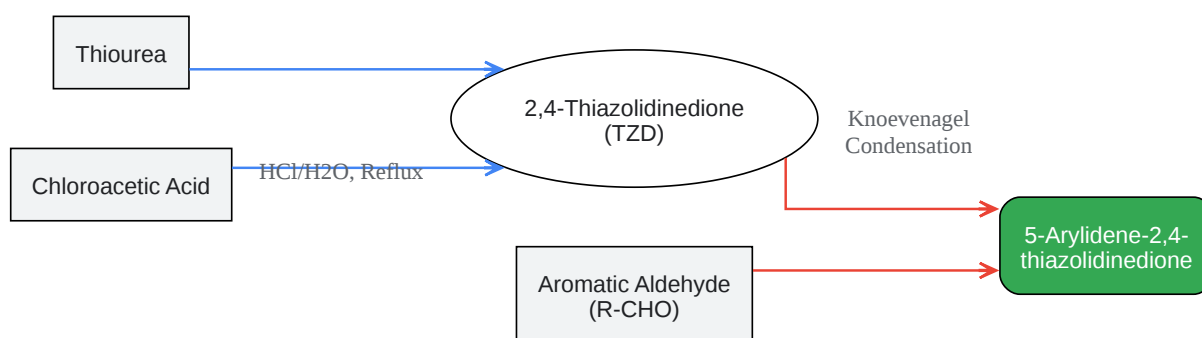 Thiourea
2,4-Thiazolidinedione
(TZD)
Knoevenagel
Condensation
Chloroacetic Acid
HCl/H2O, Reflux
5-Arylidene-2,4-
thiazolidinedione
Aromatic Aldehyde
(R-CHO)